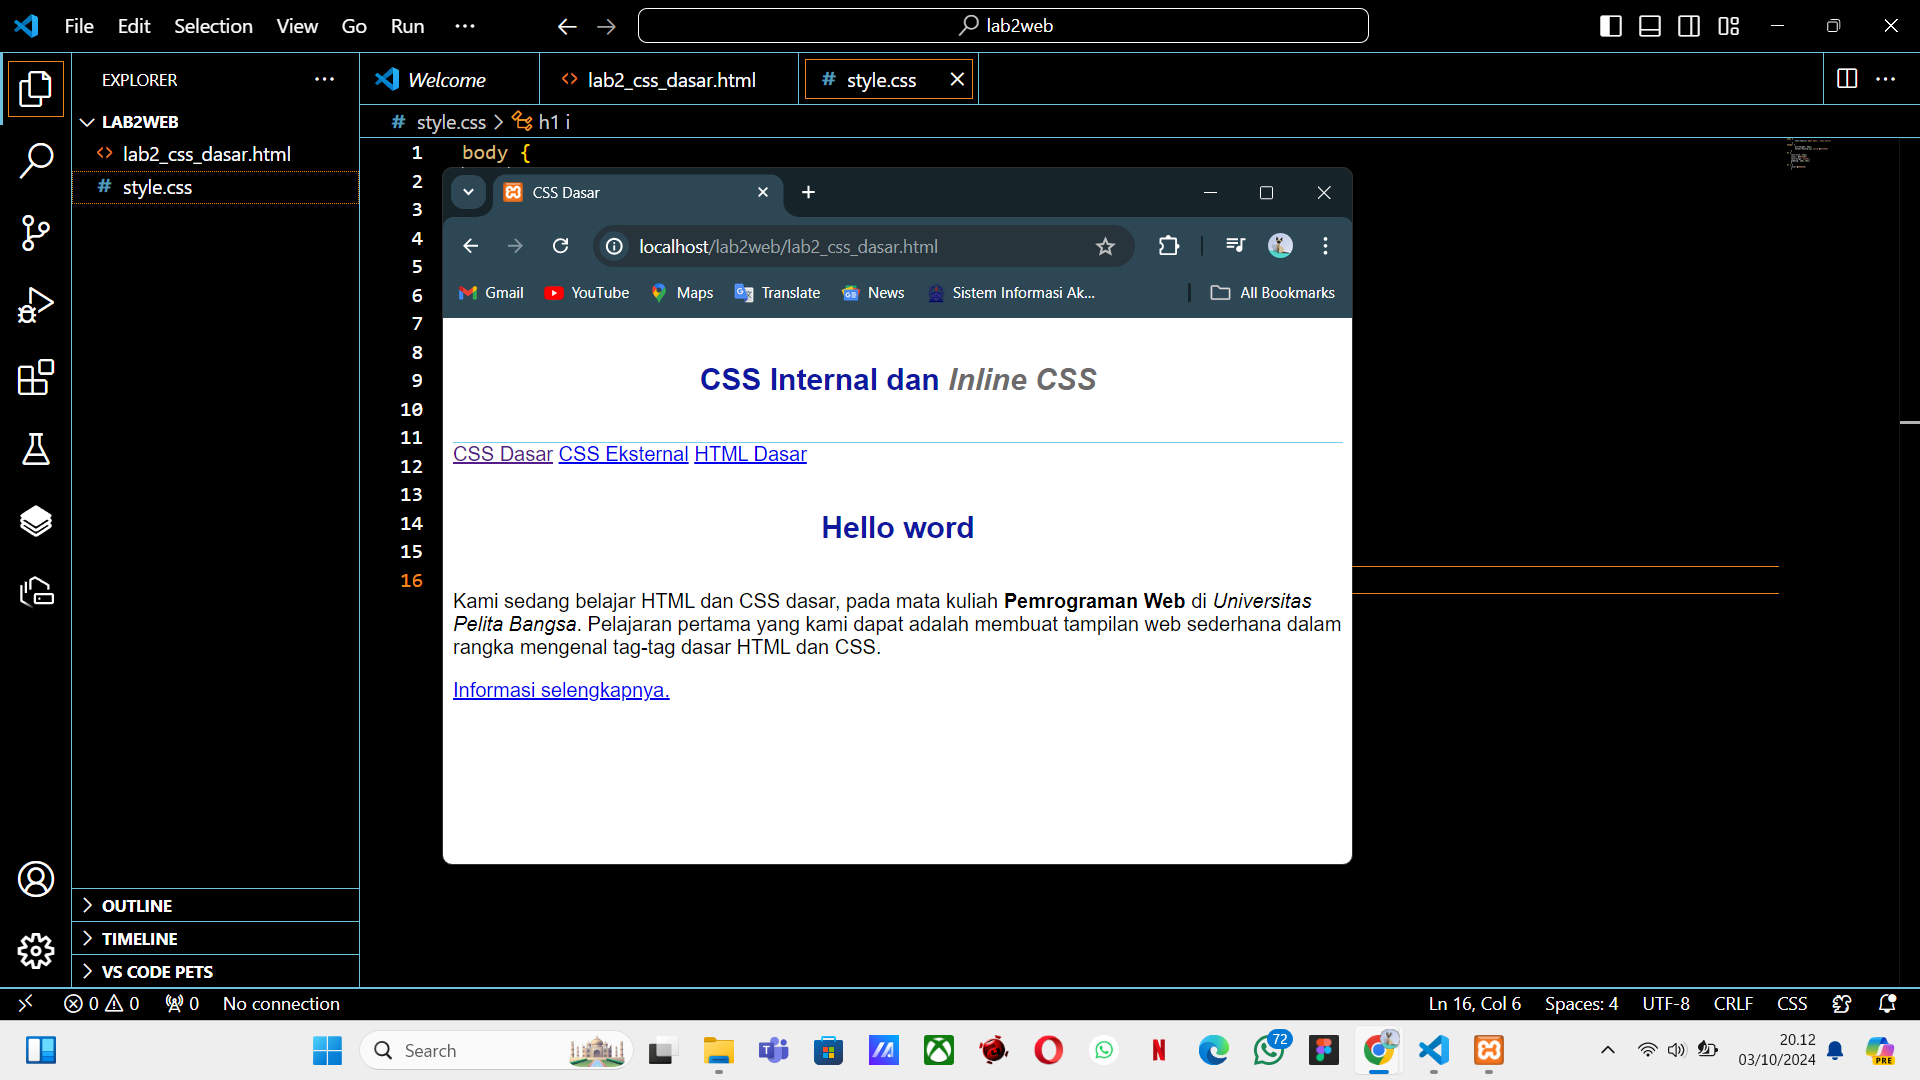 File Edit Selection View Go Run
lab2web
EXPLORER
LAB2WEB
lab2_css_dasar.html
style.css
Welcome
lab2_css_dasar.html
style.css
style.css > h1 i
1 body {
2
3
4
5
6
7
8
9
10
11
12
13
14
15
16
CSS Dasar
localhost/lab2web/lab2_css_dasar.html
Gmail YouTube Maps Translate News Sistem Informasi Ak... All Bookmarks
CSS Internal dan Inline CSS
CSS Dasar CSS Eksternal HTML Dasar
Hello word
Kami sedang belajar HTML dan CSS dasar, pada mata kuliah Pemrograman Web di Universitas
Pelita Bangsa. Pelajaran pertama yang kami dapat adalah membuat tampilan web sederhana dalam
rangka mengenal tag-tag dasar HTML dan CSS.
Informasi selengkapnya.
OUTLINE
TIMELINE
VS CODE PETS
0 0 0 No connection
Ln 16, Col 6 Spaces: 4 UTF-8 CRLF CSS
Search
72
20.12
03/10/2024
PRE